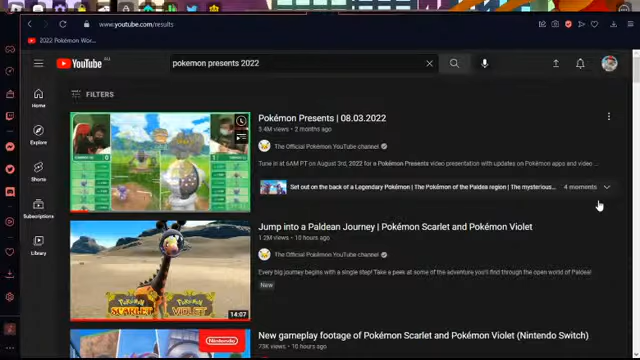 www.youtube.com/results
2022 Pokémon Wor...
YouTube AU
pokemon presents 2022
FILTERS
Home
Explore
Shorts
Subscriptions
Library
Pokémon Presents | 08.03.2022
3.4M views • 2 months ago
The Official Pokémon YouTube channel
Tune in at 6AM PT on August 3rd, 2022 for a Pokémon Presents video presentation with updates on Pokémon apps and video ...
Set out on the back of a Legendary Pokémon | The Pokémon of the Paldea region | The mysterious...
4 moments
Jump into a Paldean Journey | Pokémon Scarlet and Pokémon Violet
1.2M views • 10 hours ago
The Official Pokémon YouTube channel
Every big journey begins with a single step! Take a peek at some of the adventure you'll find through the open world of Paldea!
New
POKÉMON SCARLET
POKÉMON VIOLET
14:07
New gameplay footage of Pokémon Scarlet and Pokémon Violet (Nintendo Switch)
73K views • 10 hours ago
Nintendo